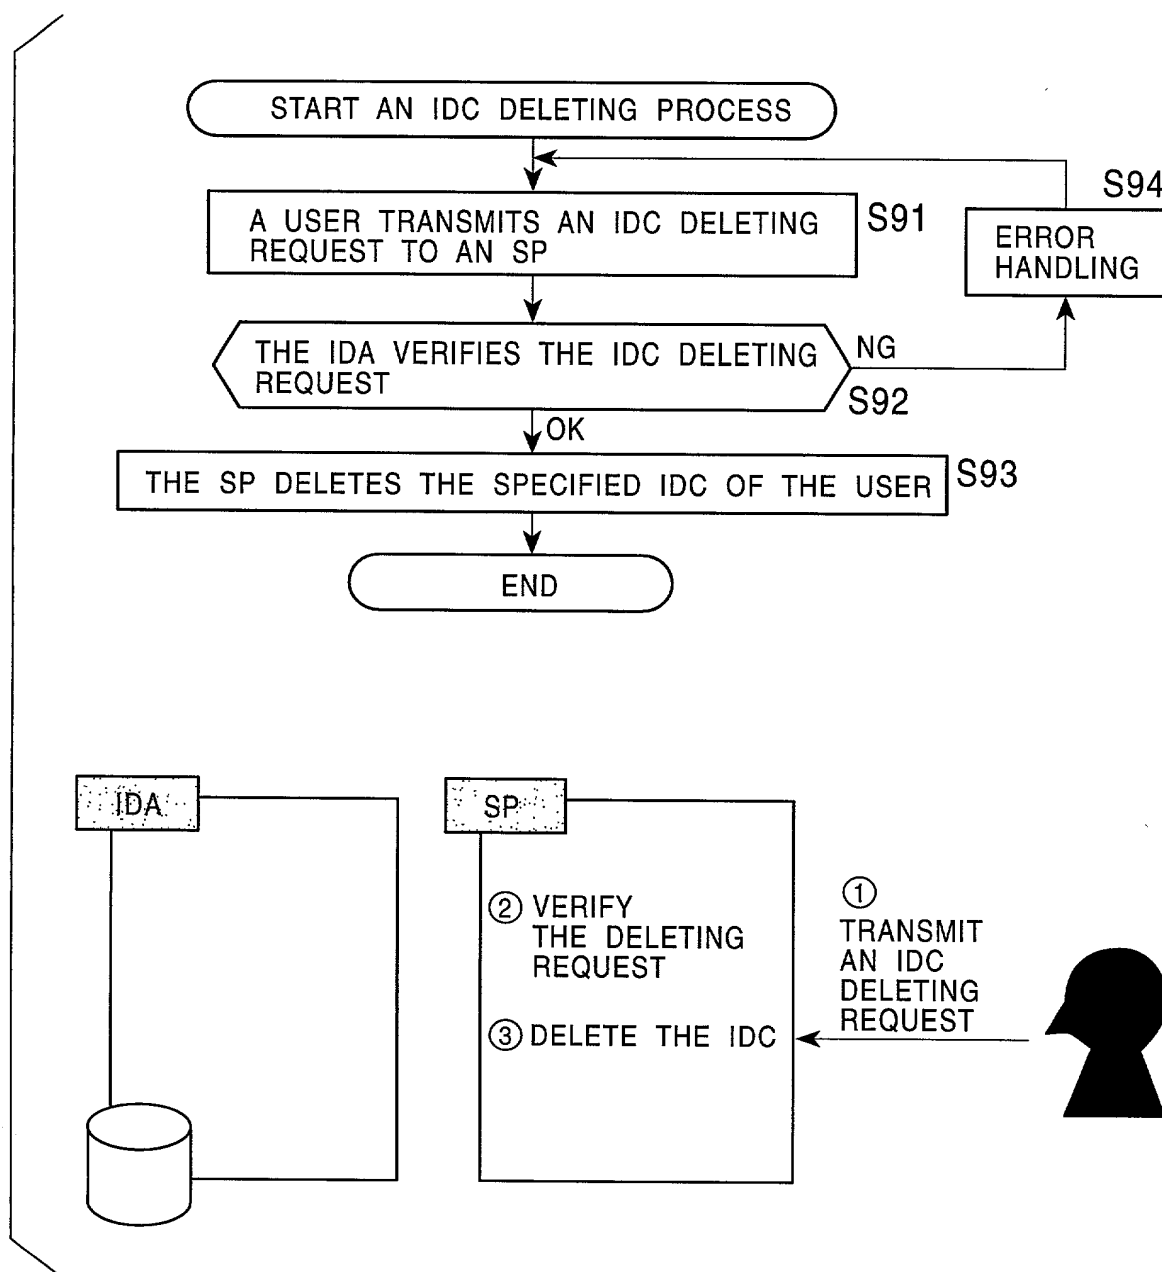 START AN IDC DELETING PROCESS
S94
A USER TRANSMITS AN IDC DELETING
REQUEST TO AN SP
S91
ERROR
HANDLING
THE IDA VERIFIES THE IDC DELETING
REQUEST
NG
S92
OK
THE SP DELETES THE SPECIFIED IDC OF THE USER
S93
END
IDA
SP
② VERIFY
THE DELETING
REQUEST
③ DELETE THE IDC
①
TRANSMIT
AN IDC
DELETING
REQUEST